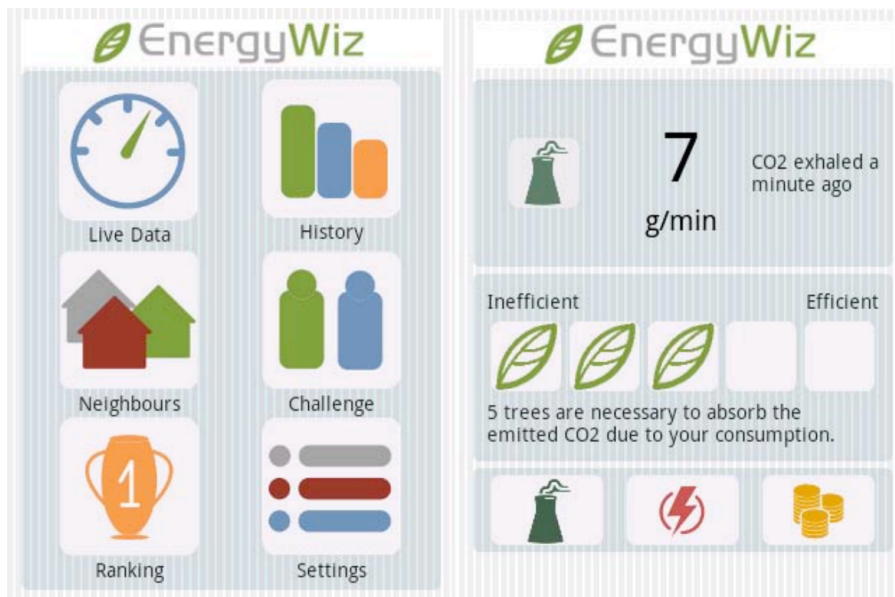 EnergyWiz
Live Data
History
Neighbours
Challenge
1
Ranking
Settings
EnergyWiz
7
g/min
CO2 exhaled a
minute ago
Inefficient
Efficient
5 trees are necessary to absorb the
emitted CO2 due to your consumption.